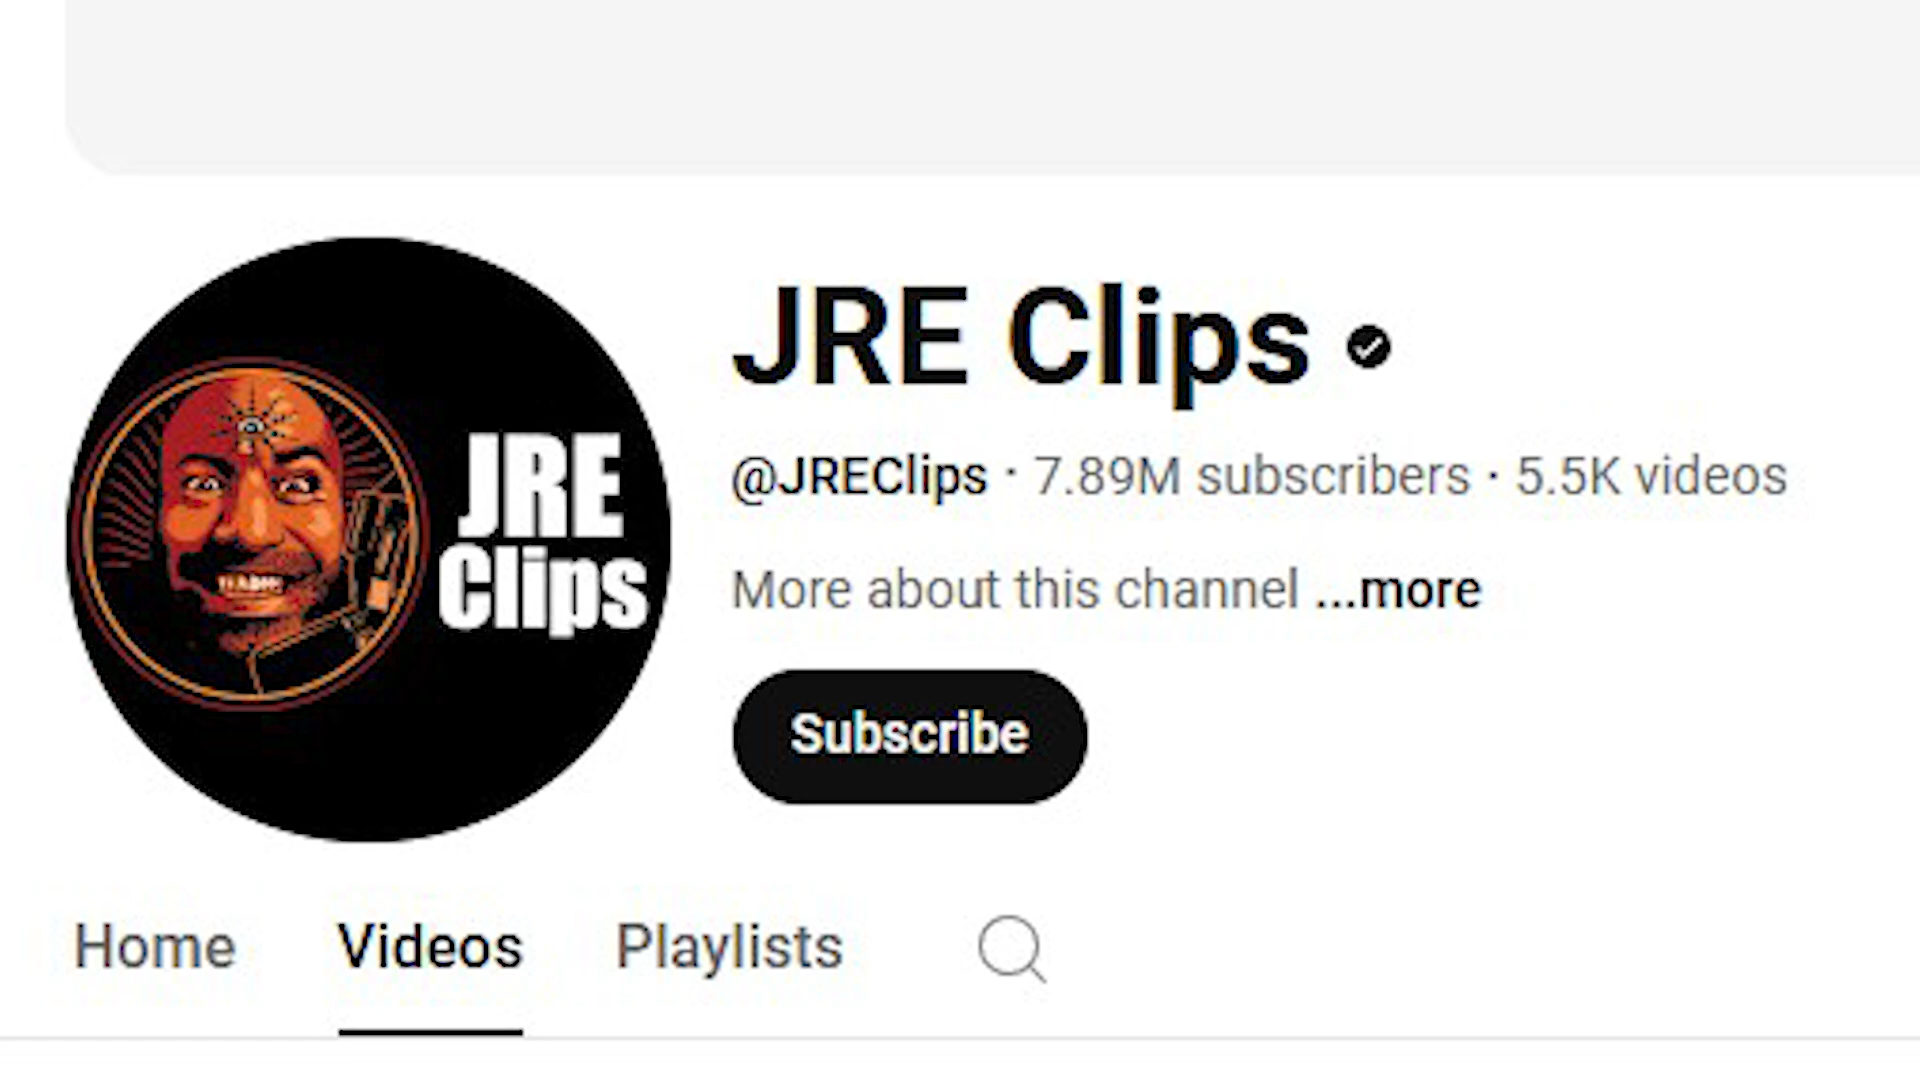 JRE
Clips
JRE Clips
@JREClips · 7.89M subscribers · 5.5K videos
More about this channel ...more
Subscribe
Home Videos Playlists